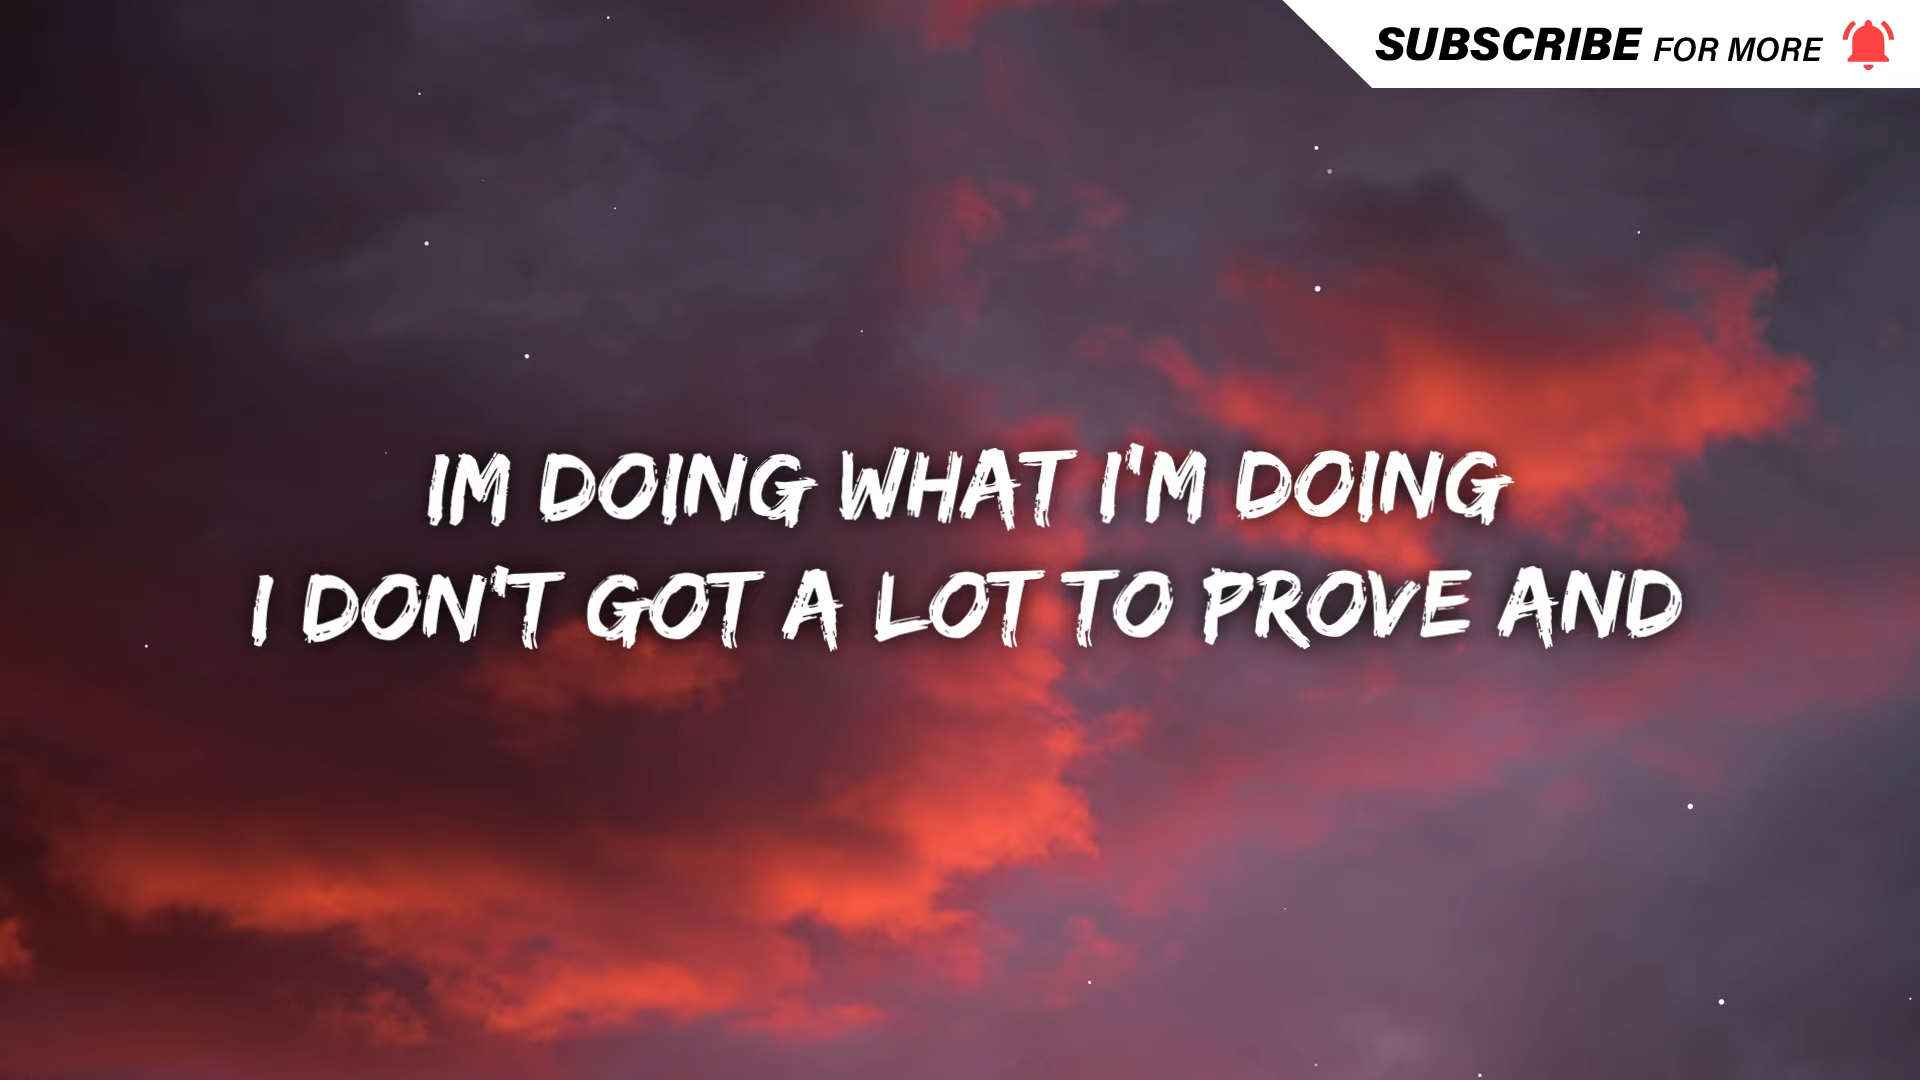 SUBSCRIBE FOR MORE
IM DOING WHAT I'M DOING
I DON'T GOT A LOT TO PROVE AND